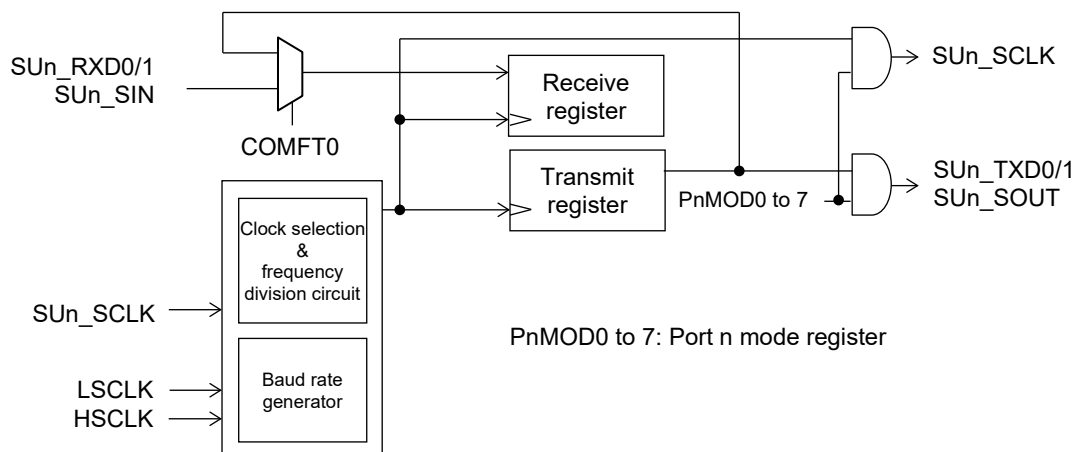 SUn_RXD0/1
SUn_SIN
COMFT0
Receive
register
SUn_SCLK
Transmit
register
PnMOD0 to 7
SUn_TXD0/1
SUn_SOUT
Clock selection
&
frequency
division circuit
SUn_SCLK
Baud rate
generator
LSCLK
HSCLK
PnMOD0 to 7: Port n mode register